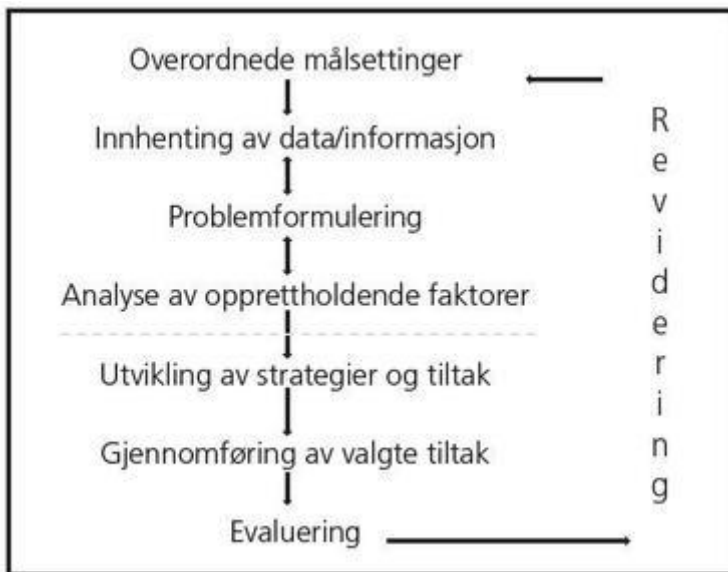 Overordnede målsettinger
Innhenting av data/informasjon
Problemformulering
Analyse av opprettholdende faktorer
Utvikling av strategier og tiltak
Gjennomføring av valgte tiltak
Evaluering
Revidering